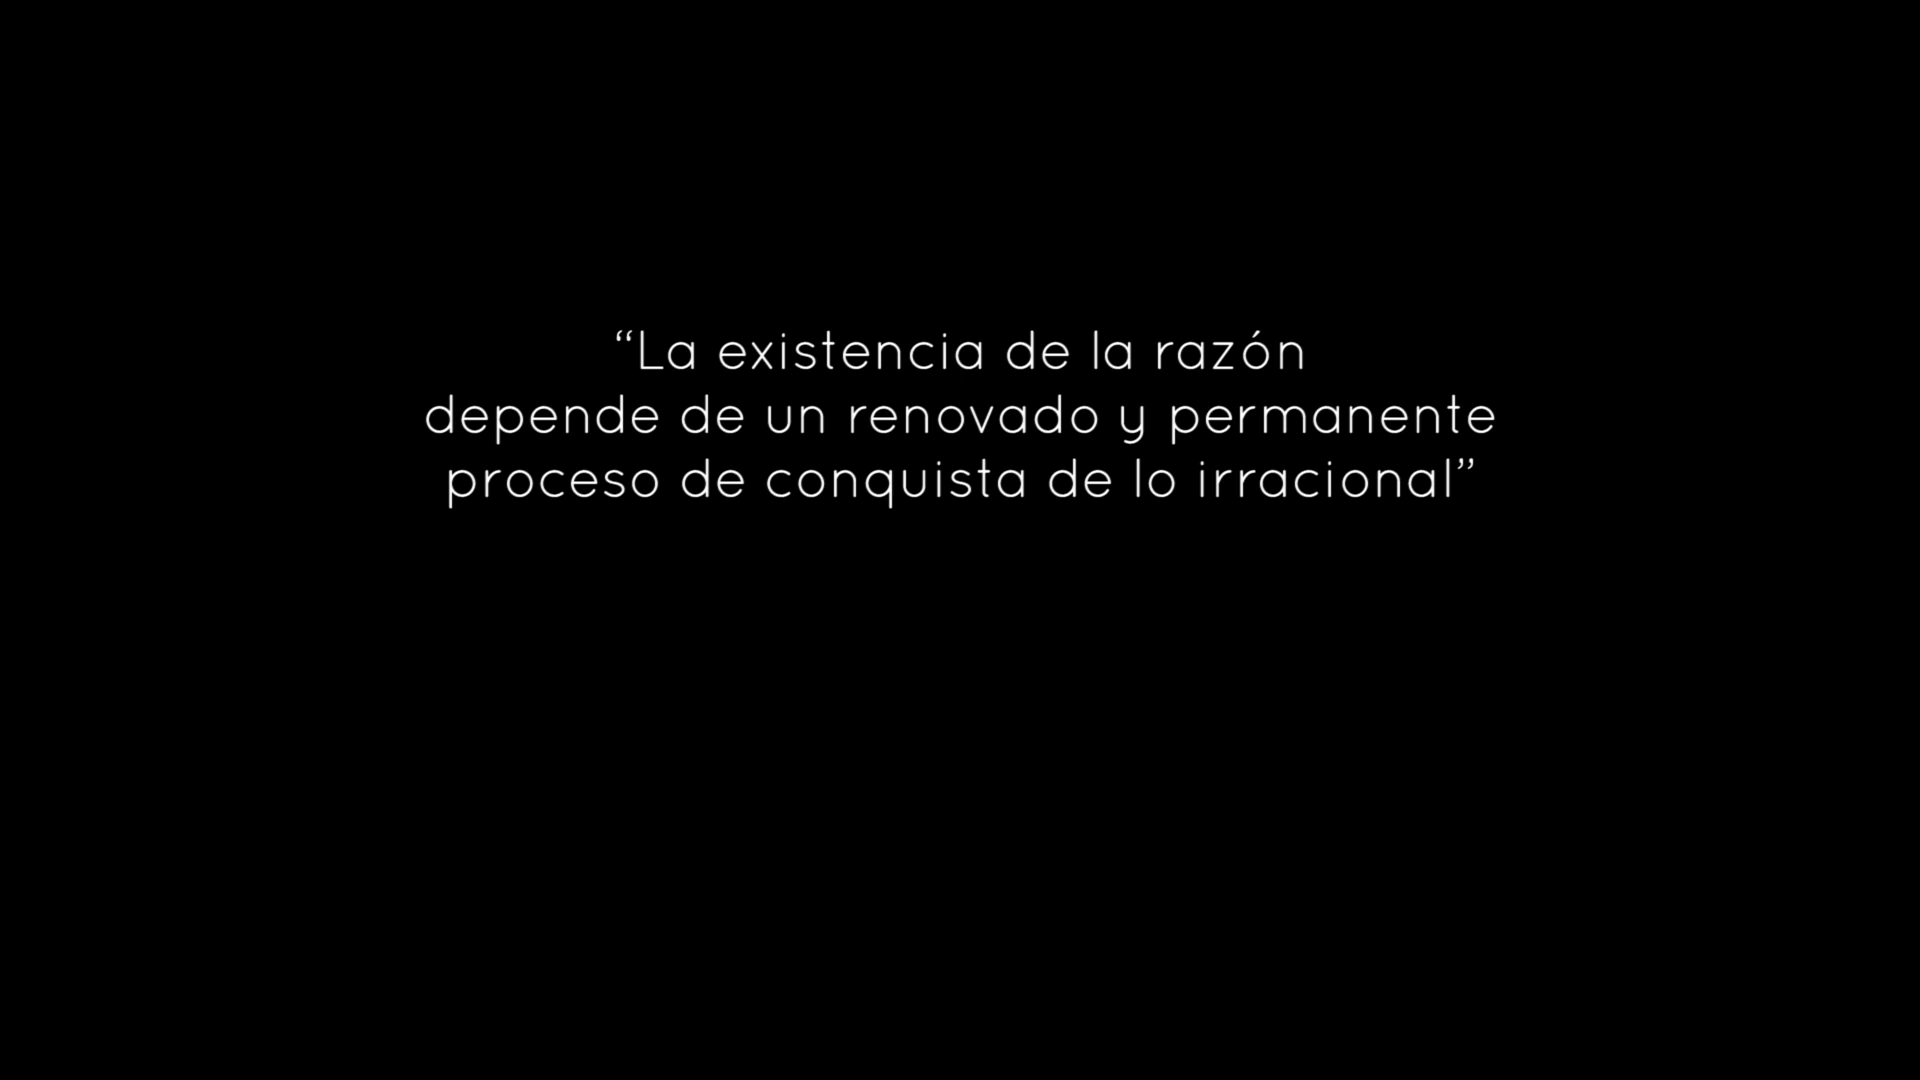 “La existencia de la razón
depende de un renovado y permanente
proceso de conquista de lo irracional”